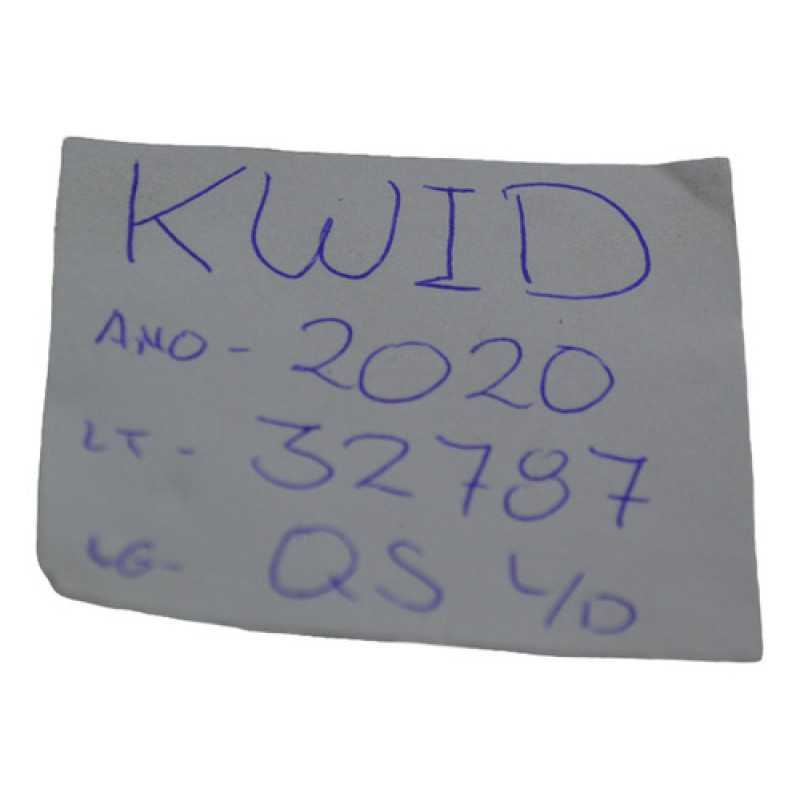 KWID
ANO - 2020
LT - 32787
LG - QS L/D